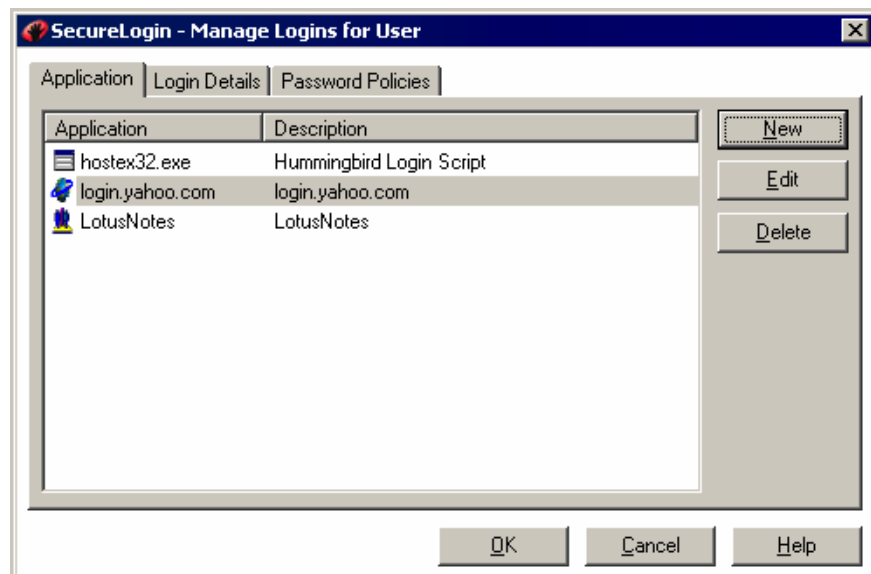 SecureLogin - Manage Logins for User
Application Login Details Password Policies
Application Description
hostex32.exe Hummingbird Login Script
login.yahoo.com login.yahoo.com
LotusNotes LotusNotes
New
Edit
Delete
OK Cancel Help